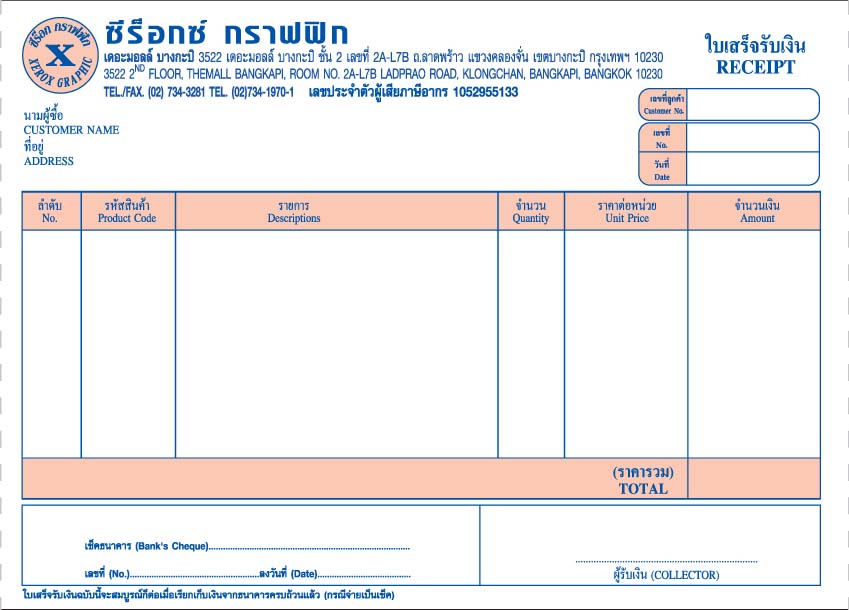 ซีร็อก กราฟฟิก
X
XEROX GRAPHIC
ซีร็อกซ์ กราฟฟิก
เดอะมอลล์ บางกะปิ 3522 เดอะมอลล์ บางกะปิ ชั้น 2 เลขที่ 2A-L7B ถ.ลาดพร้าว แขวงคลองจั่น เขตบางกะปิ กรุงเทพฯ 10230
3522 2ND FLOOR, THEMALL BANGKAPI, ROOM NO. 2A-L7B LADPRAO ROAD, KLONGCHAN, BANGKAPI, BANGKOK 10230
TEL./FAX. (02) 734-3281 TEL. (02)734-1970-1 เลขประจำตัวผู้เสียภาษีอากร 1052955133
ใบเสร็จรับเงิน
RECEIPT
เลขที่ลูกค้า
Customer No.
เลขที่
No.
วันที่
Date
นามผู้ซื้อ
CUSTOMER NAME
ที่อยู่
ADDRESS
ลำดับ รหัสสินค้า รายการ จำนวน ราคาต่อหน่วย จำนวนเงิน
No. Product Code Descriptions Quantity Unit Price Amount
(ราคารวม)
TOTAL
เช็คธนาคาร (Bank's Cheque)....................
เลขที่ (No.)....................ลงวันที่ (Date)....................
....................
ผู้รับเงิน (COLLECTOR)
ใบเสร็จรับเงินฉบับนี้จะสมบูรณ์ก็ต่อเมื่อเรียกเก็บเงินจากธนาคารครบถ้วนแล้ว (กรณีจ่ายเป็นเช็ค)